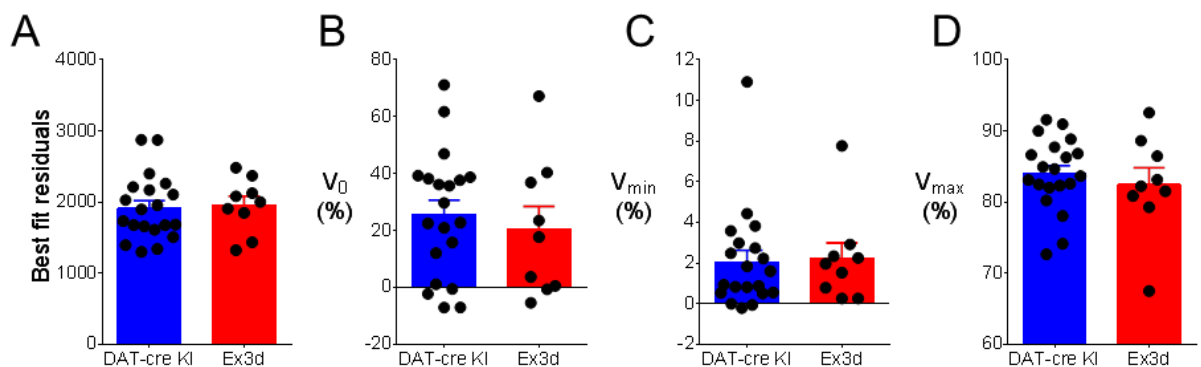 A
B
C
D
Best fit residuals
4000
3000
2000
1000
0
DAT-cre KI
Ex3d
V0
(%)
80
60
40
20
0
-20
DAT-cre KI
Ex3d
Vmin
(%)
12
10
8
6
4
2
0
-2
DAT-cre KI
Ex3d
Vmax
(%)
100
90
80
70
60
DAT-cre KI
Ex3d